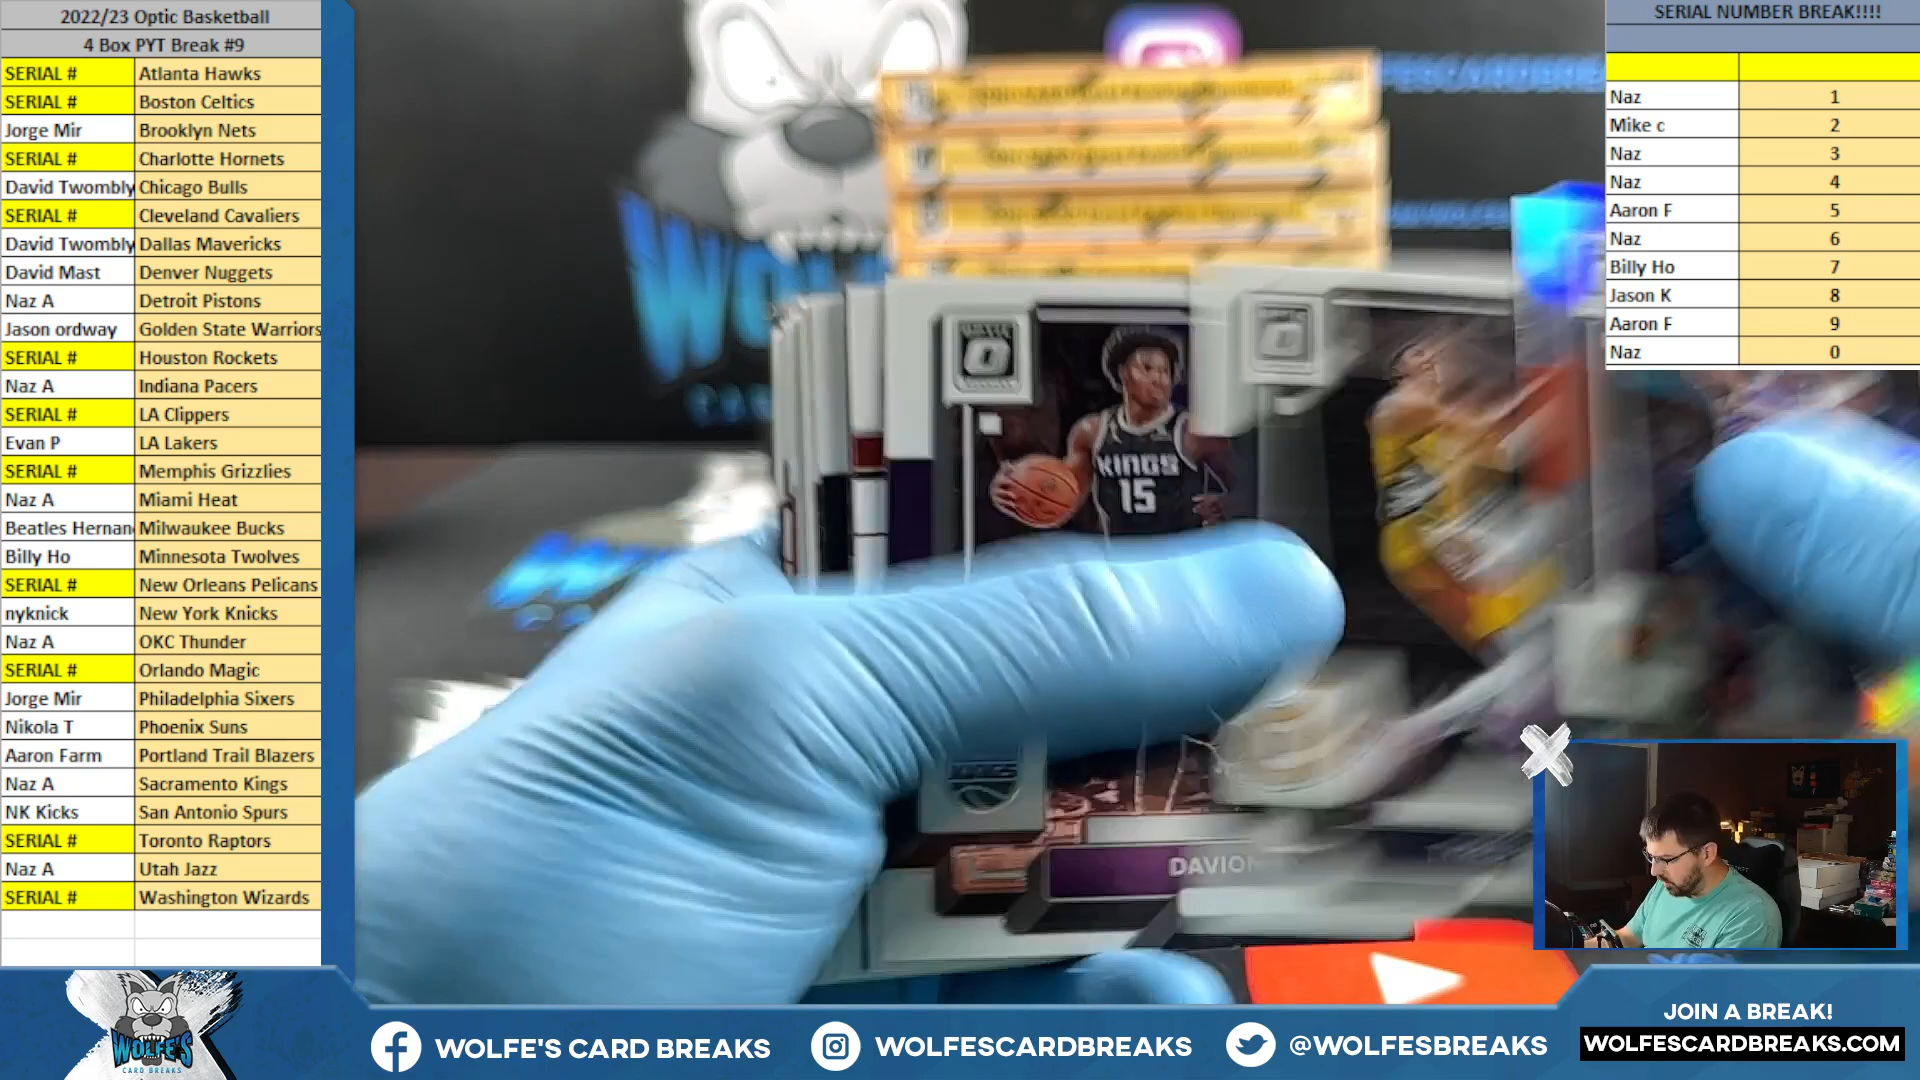 2022/23 Optic Basketball
4 Box PYT Break #9
SERIAL # Atlanta Hawks
SERIAL # Boston Celtics
Jorge Mir Brooklyn Nets
SERIAL # Charlotte Hornets
David Twombly Chicago Bulls
SERIAL # Cleveland Cavaliers
David Twombly Dallas Mavericks
David Mast Denver Nuggets
Naz A Detroit Pistons
Jason ordway Golden State Warriors
SERIAL # Houston Rockets
Naz A Indiana Pacers
SERIAL # LA Clippers
Evan P LA Lakers
SERIAL # Memphis Grizzlies
Naz A Miami Heat
Beatles Hernan Milwaukee Bucks
Billy Ho Minnesota Twolves
SERIAL # New Orleans Pelicans
nyknick New York Knicks
Naz A OKC Thunder
SERIAL # Orlando Magic
Jorge Mir Philadelphia Sixers
Nikola T Phoenix Suns
Aaron Farm Portland Trail Blazers
Naz A Sacramento Kings
NK Kicks San Antonio Spurs
SERIAL # Toronto Raptors
Naz A Utah Jazz
SERIAL # Washington Wizards
SERIAL NUMBER BREAK!!!!
Naz 1
Mike c 2
Naz 3
Naz 4
Aaron F 5
Naz 6
Billy Ho 7
Jason K 8
Aaron F 9
Naz 0
KINGS
15
DAVION
WOLFE'S
CARD BREAKS
WOLFE'S CARD BREAKS
WOLFESCARDBREAKS
@WOLFESBREAKS
JOIN A BREAK!
WOLFESCARDBREAKS.COM